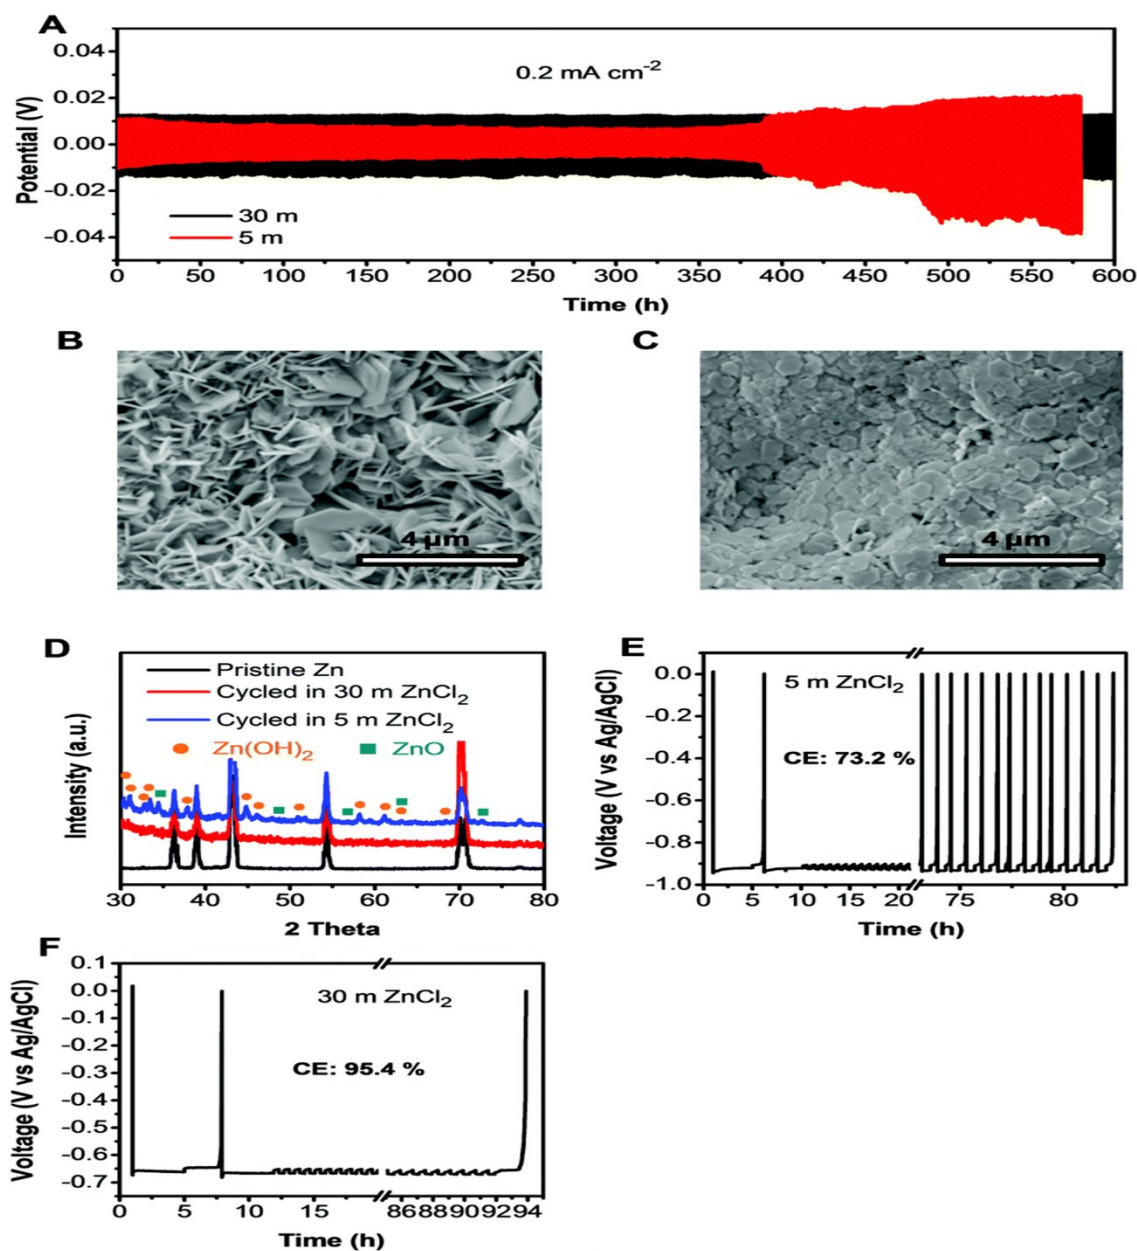 A
0.2 mA cm⁻²
Potential (V)
0.04
0.02
0.00
-0.02
-0.04
30 m
5 m
0 50 100 150 200 250 300 350 400 450 500 550 600
Time (h)
B
4 μm
C
4 μm
D
Pristine Zn
Cycled in 30 m ZnCl₂
Cycled in 5 m ZnCl₂
Zn(OH)₂ ZnO
Intensity (a.u.)
30 40 50 60 70 80
2 Theta
E
Voltage (V vs Ag/AgCl)
0.0
-0.2
-0.4
-0.6
-0.8
-1.0
5 m ZnCl₂
CE: 73.2 %
0 5 10 15 20 75 80
Time (h)
F
Voltage (V vs Ag/AgCl)
0.1
0.0
-0.1
-0.2
-0.3
-0.4
-0.5
-0.6
-0.7
30 m ZnCl₂
CE: 95.4 %
0 5 10 15 86 88 90 92 94
Time (h)